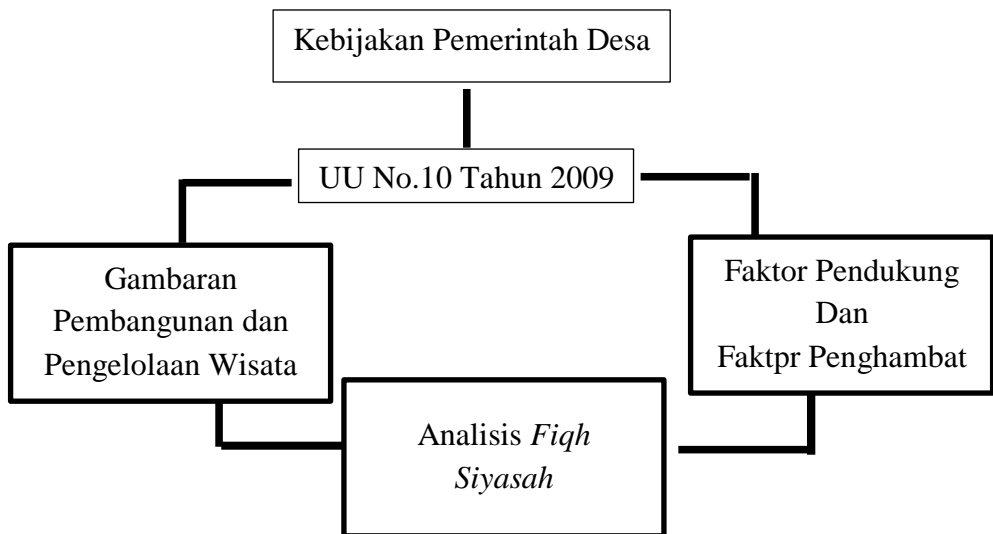 Kebijakan Pemerintah Desa
UU No.10 Tahun 2009
Gambaran
Pembangunan dan
Pengelolaan Wisata
Faktor Pendukung
Dan
Faktpr Penghambat
Analisis Fiqh
Siyasah